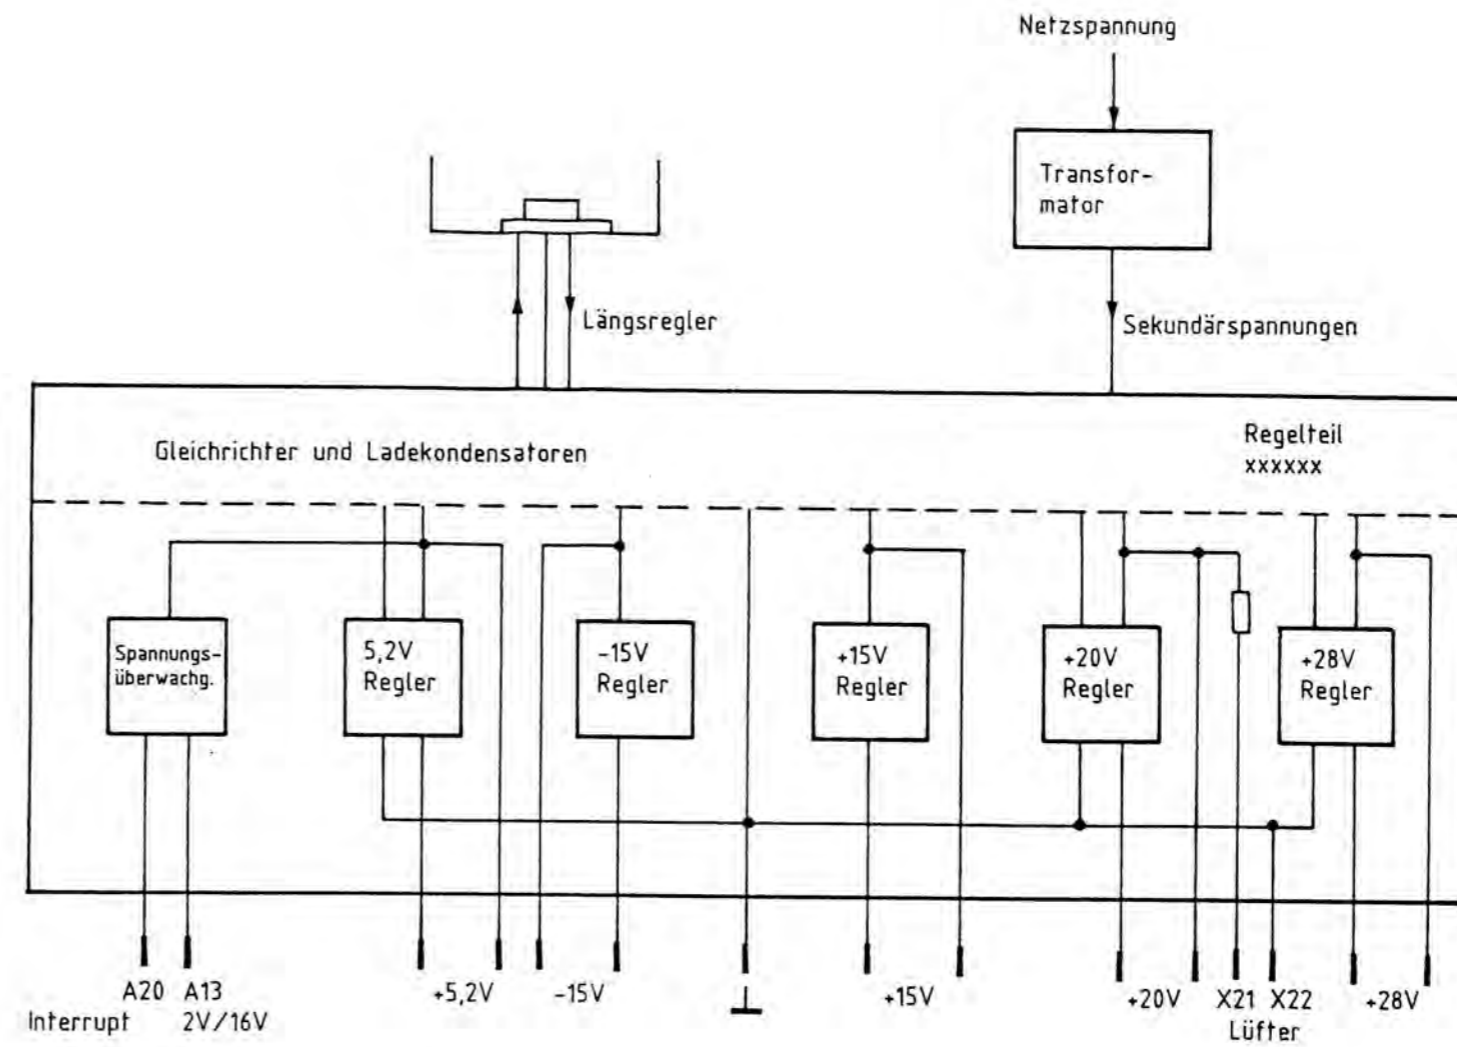 Netzspannung
Transfor-
mator
Längsregler
Sekundärspannungen
Gleichrichter und Ladekondensatoren
Regelteil
xxxxxx
Spannungs-
überwachg.
5,2V
Regler
-15V
Regler
+15V
Regler
+20V
Regler
+28V
Regler
A20 A13
Interrupt 2V/16V
+5,2V
-15V
+15V
+20V
X21 X22
Lüfter
+28V